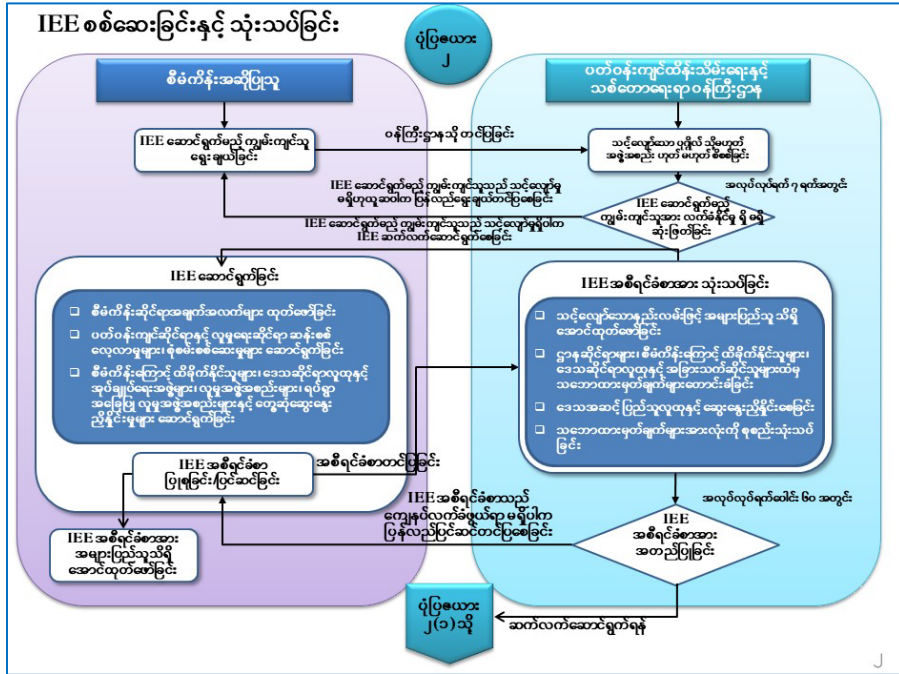 IEE စစ်ဆေးခြင်းနှင့် သုံးသပ်ခြင်း
ပုံပြဇယား
၂
စီမံကိန်းအဆိုပြုသူ
ပတ်ဝန်းကျင်ထိန်းသိမ်းရေးနှင့်
သစ်တောရေးရာ ဝန်ကြီးဌာန
IEE ဆောင်ရွက်မည့် ကျွမ်းကျင်သူ
ရွေးချယ်ခြင်း
ဝန်ကြီးဌာနသို့ တင်ပြခြင်း
သင့်လျော်သော ပုဂ္ဂိုလ် သို့မဟုတ်
အဖွဲ့အစည်း ဟုတ် မဟုတ် စိစစ်ခြင်း
IEE ဆောင်ရွက်မည့် ကျွမ်းကျင်သူသည် သင့်လျော်မှု
မရှိဟုယူဆပါက ပြန်လည်ရွေးချယ်တင်ပြစေခြင်း
အလုပ်လုပ်ရက် ၇ ရက်အတွင်း
IEE ဆောင်ရွက်မည့်
ကျွမ်းကျင်သူအား လက်ခံနိုင်မှု ရှိ မရှိ
ဆုံးဖြတ်ခြင်း
IEE ဆောင်ရွက်မည့် ကျွမ်းကျင်သူသည် သင့်လျော်မှုရှိပါက
IEE ဆက်လက်ဆောင်ရွက်စေခြင်း
IEE ဆောင်ရွက်ခြင်း
စီမံကိန်းဆိုင်ရာအချက်အလက်များ ထုတ်ဖော်ခြင်း
ပတ်ဝန်းကျင်ဆိုင်ရာနှင့် လူမှုရေးဆိုင်ရာ ဆန်းစစ်
လေ့လာမှုများ၊ စုံစမ်းစစ်ဆေးမှုများ ဆောင်ရွက်ခြင်း
စီမံကိန်းကြောင့် ထိခိုက်နိုင်သူများ၊ ဒေသဆိုင်ရာလူထုနှင့်
အုပ်ချုပ်ရေးအဖွဲ့များ၊ လူမှုအဖွဲ့အစည်းများ၊ ရပ်ရွာ
အခြေပြု လူမှုအဖွဲ့အစည်းများနှင့် တွေ့ဆုံဆွေးနွေး
ညှိနှိုင်းမှုများ ဆောင်ရွက်ခြင်း
IEE အစီရင်ခံစာအား သုံးသပ်ခြင်း
သင့်လျော်သောနည်းလမ်းဖြင့် အများပြည်သူ သိရှိ
အောင်ထုတ်ဖော်ခြင်း
ဌာနဆိုင်ရာများ၊ စီမံကိန်းကြောင့် ထိခိုက်နိုင်သူများ၊
ဒေသဆိုင်ရာလူထုနှင့် အခြားသက်ဆိုင်သူများထံမှ
သဘောထားမှတ်ချက်များတောင်းခံခြင်း
ဒေသအဆင့် ပြည်သူလူထုနှင့် ဆွေးနွေးညှိနှိုင်းစေခြင်း
သဘောထားမှတ်ချက်များအားလုံးကို စုစည်းသုံးသပ်
ခြင်း
IEE အစီရင်ခံစာ
ပြုစုခြင်း/ပြင်ဆင်ခြင်း
အစီရင်ခံစာတင်ပြခြင်း
IEE အစီရင်ခံစာသည်
ကျေနပ်လက်ခံဖွယ်ရာ မရှိပါက
ပြန်လည်ပြင်ဆင်တင်ပြစေခြင်း
အလုပ်လုပ်ရက်ပေါင်း ၆၀ အတွင်း
IEE
အစီရင်ခံစာအား
အတည်ပြုခြင်း
IEE အစီရင်ခံစာအား
အများပြည်သူသိရှိ
အောင်ထုတ်ဖော်ခြင်း
ပုံပြဇယား
၂(၁)သို့
ဆက်လက်ဆောင်ရွက်ရန်
J